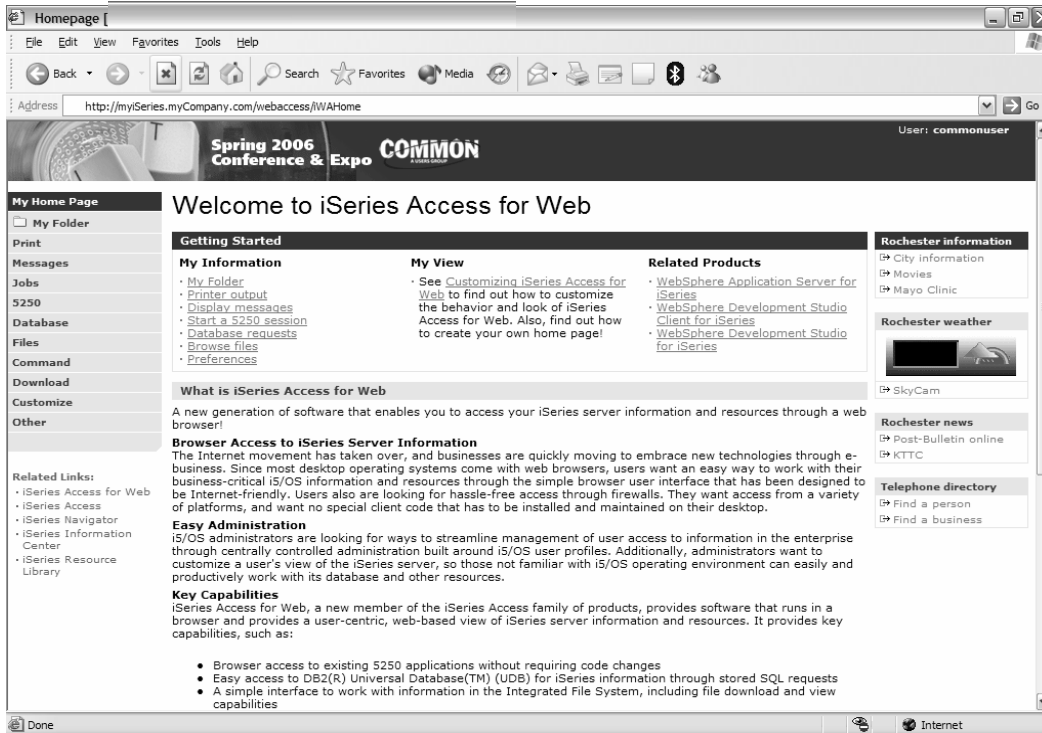 Homepage [
File Edit View Favorites Tools Help
Back Search Favorites Media
Address http://myiSeries.myCompany.com/webaccess/iWAHome Go
User: commonuser
Spring 2006
Conference & Expo COMMON
A USERS GROUP
My Home Page
My Folder
Print
Messages
Jobs
5250
Database
Files
Command
Download
Customize
Other
Related Links:
· iSeries Access for Web
· iSeries Access
· iSeries Navigator
· iSeries Information
Center
· iSeries Resource
Library
Welcome to iSeries Access for Web
Getting Started
My Information
· My Folder
· Printer output
· Display messages
· Start a 5250 session
· Database requests
· Browse files
· Preferences
My View
· See Customizing iSeries Access for
Web to find out how to customize
the behavior and look of iSeries
Access for Web. Also, find out how
to create your own home page!
Related Products
· WebSphere Application Server for
iSeries
· WebSphere Development Studio
Client for iSeries
· WebSphere Development Studio
for iSeries
What is iSeries Access for Web
A new generation of software that enables you to access your iSeries server information and resources through a web
browser!
Browser Access to iSeries Server Information
The Internet movement has taken over, and businesses are quickly moving to embrace new technologies through e-
business. Since most desktop operating systems come with web browsers, users want an easy way to work with their
business-critical i5/OS information and resources through the simple browser user interface that has been designed to
be Internet-friendly. Users also are looking for hassle-free access through firewalls. They want access from a variety
of platforms, and want no special client code that has to be installed and maintained on their desktop.
Easy Administration
i5/OS administrators are looking for ways to streamline management of user access to information in the enterprise
through centrally controlled administration built around i5/OS user profiles. Additionally, administrators want to
customize a user's view of the iSeries server, so those not familiar with i5/OS operating environment can easily and
productively work with its database and other resources.
Key Capabilities
iSeries Access for Web, a new member of the iSeries Access family of products, provides software that runs in a
browser and provides a user-centric, web-based view of iSeries server information and resources. It provides key
capabilities, such as:
● Browser access to existing 5250 applications without requiring code changes
● Easy access to DB2(R) Universal Database(TM) (UDB) for iSeries information through stored SQL requests
● A simple interface to work with information in the Integrated File System, including file download and view
capabilities
Rochester information
City information
Movies
Mayo Clinic
Rochester weather
SkyCam
Rochester news
Post-Bulletin online
KTTC
Telephone directory
Find a person
Find a business
Done Internet